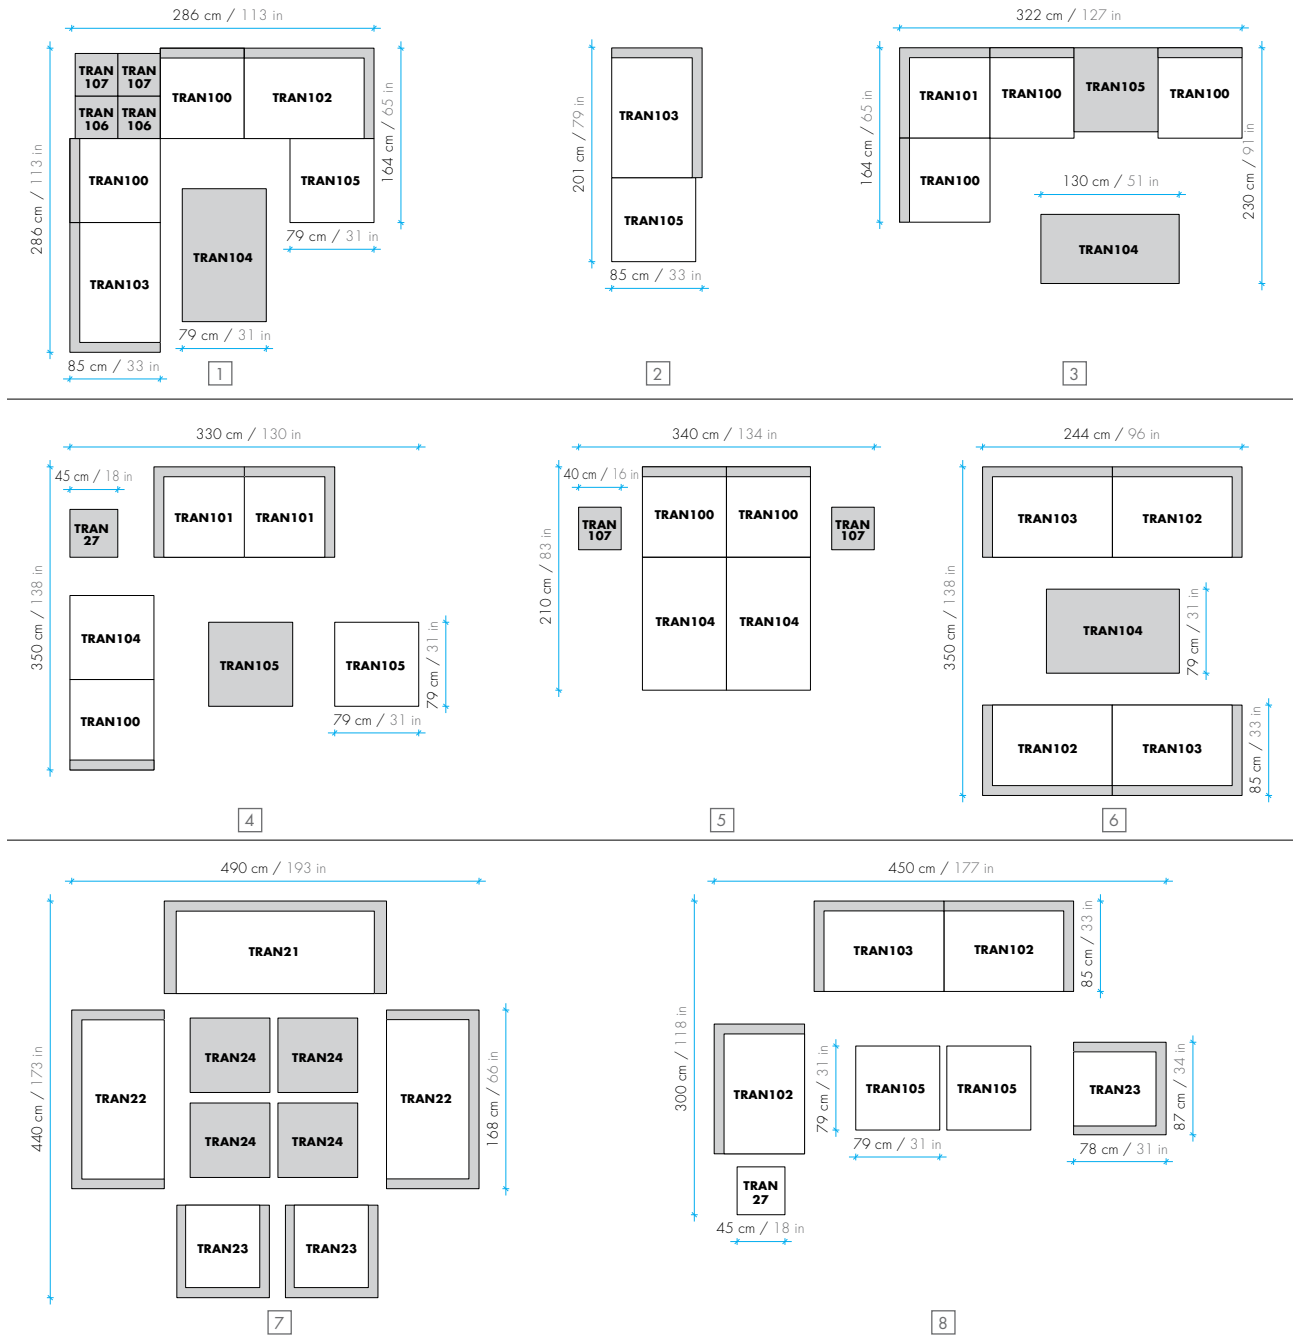 286 cm / 113 in
286 cm / 113 in
TRAN
107
TRAN
107
TRAN
106
TRAN
106
TRAN100
TRAN102
164 cm / 65 in
TRAN100
TRAN105
79 cm / 31 in
TRAN103
TRAN104
79 cm / 31 in
85 cm / 33 in
1
201 cm / 79 in
TRAN103
TRAN105
85 cm / 33 in
2
322 cm / 127 in
164 cm / 65 in
TRAN101
TRAN100
TRAN105
TRAN100
TRAN100
230 cm / 91 in
130 cm / 51 in
TRAN104
3
330 cm / 130 in
350 cm / 138 in
45 cm / 18 in
TRAN
27
TRAN101
TRAN101
TRAN104
TRAN100
TRAN105
TRAN105
79 cm / 31 in
79 cm / 31 in
4
340 cm / 134 in
210 cm / 83 in
40 cm / 16 in
TRAN
107
TRAN100
TRAN100
TRAN
107
TRAN104
TRAN104
5
244 cm / 96 in
350 cm / 138 in
TRAN103
TRAN102
TRAN104
79 cm / 31 in
TRAN102
TRAN103
85 cm / 33 in
6
490 cm / 193 in
440 cm / 173 in
TRAN21
TRAN22
TRAN24
TRAN24
TRAN22
TRAN24
TRAN24
168 cm / 66 in
TRAN23
TRAN23
7
450 cm / 177 in
300 cm / 118 in
TRAN103
TRAN102
85 cm / 33 in
TRAN102
79 cm / 31 in
TRAN105
TRAN105
79 cm / 31 in
TRAN23
87 cm / 34 in
78 cm / 31 in
TRAN
27
45 cm / 18 in
8